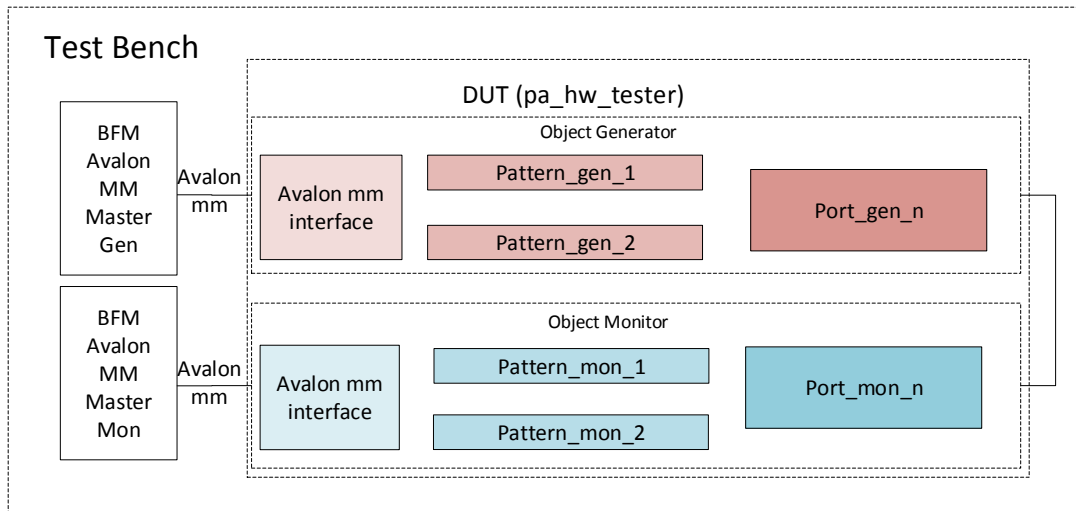 Test Bench
DUT (pa_hw_tester)
BFM
Avalon
MM
Master
Gen
Avalon
mm
Object Generator
Avalon mm
interface
Pattern_gen_1
Pattern_gen_2
Port_gen_n
BFM
Avalon
MM
Master
Mon
Avalon
mm
Object Monitor
Avalon mm
interface
Pattern_mon_1
Pattern_mon_2
Port_mon_n